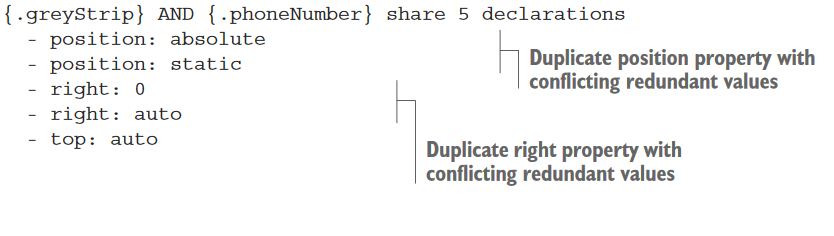 {.greyStrip} AND {.phoneNumber} share 5 declarations
- position: absolute
- position: static
- right: 0
- right: auto
- top: auto
Duplicate position property with
conflicting redundant values
Duplicate right property with
conflicting redundant values